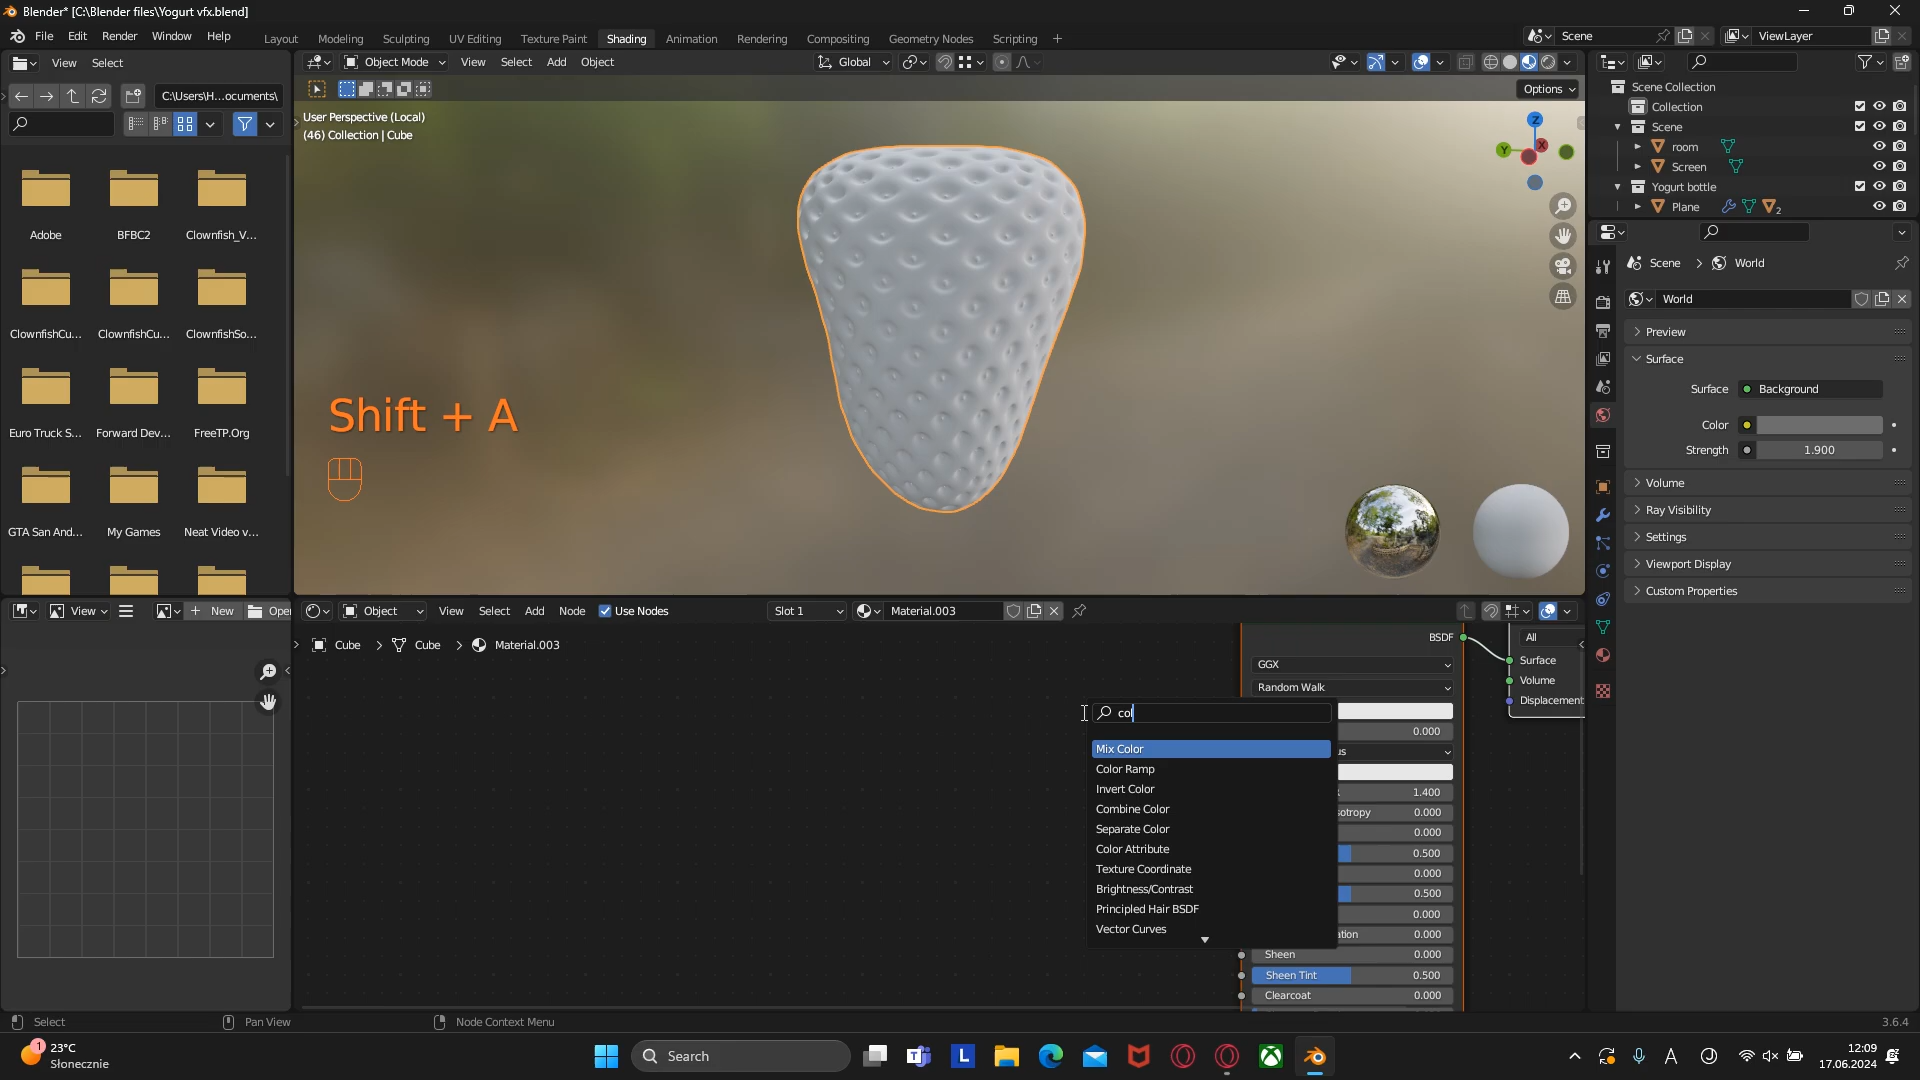 Blender* [C:\Blender files\Yogurt vfx.blend]
File Edit Render Window Help
Layout Modeling Sculpting UV Editing Texture Paint Shading Animation Rendering Compositing Geometry Nodes Scripting
Scene
ViewLayer
View Select
Object Mode
View Select Add Object
Global
C:\Users\H...ocuments\
Options
User Perspective (Local)
(46) Collection | Cube
Z
Y
X
Adobe
BFBC2
Clownfish_V...
ClownfishCu...
ClownfishCu...
ClownfishSo...
Euro Truck S...
Forward Dev...
FreeTP.Org
GTA San And...
My Games
Neat Video v...
Shift + A
Scene Collection
Collection
Scene
room
Screen
Yogurt bottle
Plane
2
Scene > World
World
Preview
Surface
Surface Background
Color
Strength 1.900
Volume
Ray Visibility
Settings
Viewport Display
Custom Properties
View
New
Open
Object
View Select Add Node Use Nodes
Slot 1
Material.003
Cube > Cube > Material.003
BSDF
GGX
Random Walk
All
Surface
Volume
Displacement
col
Mix Color
Color Ramp
Invert Color
Combine Color
Separate Color
Color Attribute
Texture Coordinate
Brightness/Contrast
Principled Hair BSDF
Vector Curves
0.000
us
1.400
sotropy 0.000
0.000
0.500
0.000
0.500
0.000
ation 0.000
Sheen 0.000
Sheen Tint 0.500
Clearcoat 0.000
Select
Pan View
Node Context Menu
3.6.4
1
23°C
Słonecznie
Search
L
A
12:09
17.06.2024